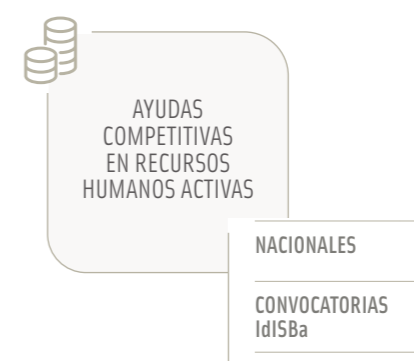 AYUDAS
COMPETITIVAS
EN RECURSOS
HUMANOS ACTIVAS
NACIONALES
CONVOCATORIAS
IdISBa